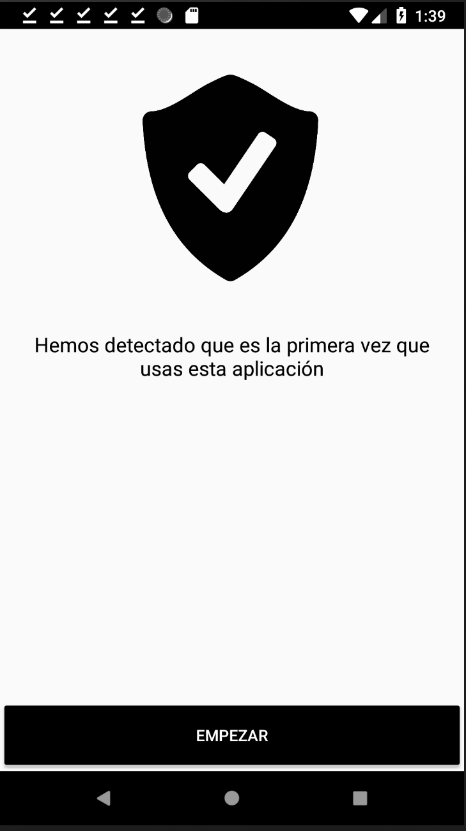 1:39
Hemos detectado que es la primera vez que
usas esta aplicación
EMPEZAR